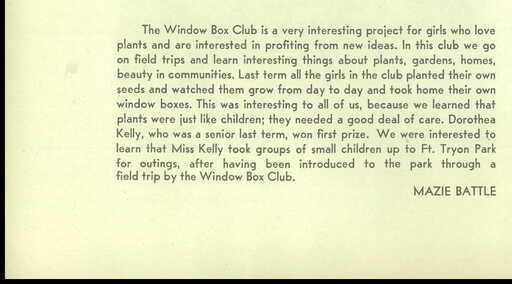 The Window Box Club is a very interesting project for girls who love
plants and are interested in profiting from new ideas. In this club we go
on field trips and learn interesting things about plants, gardens, homes,
beauty in communities. Last term all the girls in the club planted their own
seeds and watched them grow from day to day and took home their own
window boxes. This was interesting to all of us, because we learned that
plants were just like children; they needed a good deal of care. Dorothea
Kelly, who was a senior last term, won first prize. We were interested to
learn that Miss Kelly took groups of small children up to Ft. Tryon Park
for outings, after having been introduced to the park through a
field trip by the Window Box Club.
MAZIE BATTLE